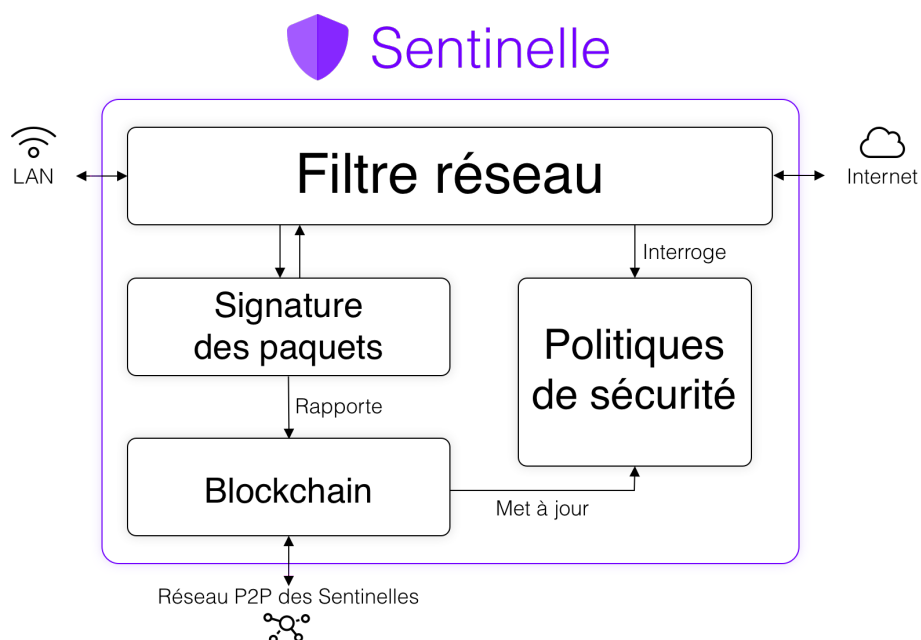 Sentinelle
LAN
Filtre réseau
Internet
Interroge
Signature
des paquets
Politiques
de sécurité
Rapporte
Blockchain
Met à jour
Réseau P2P des Sentinelles